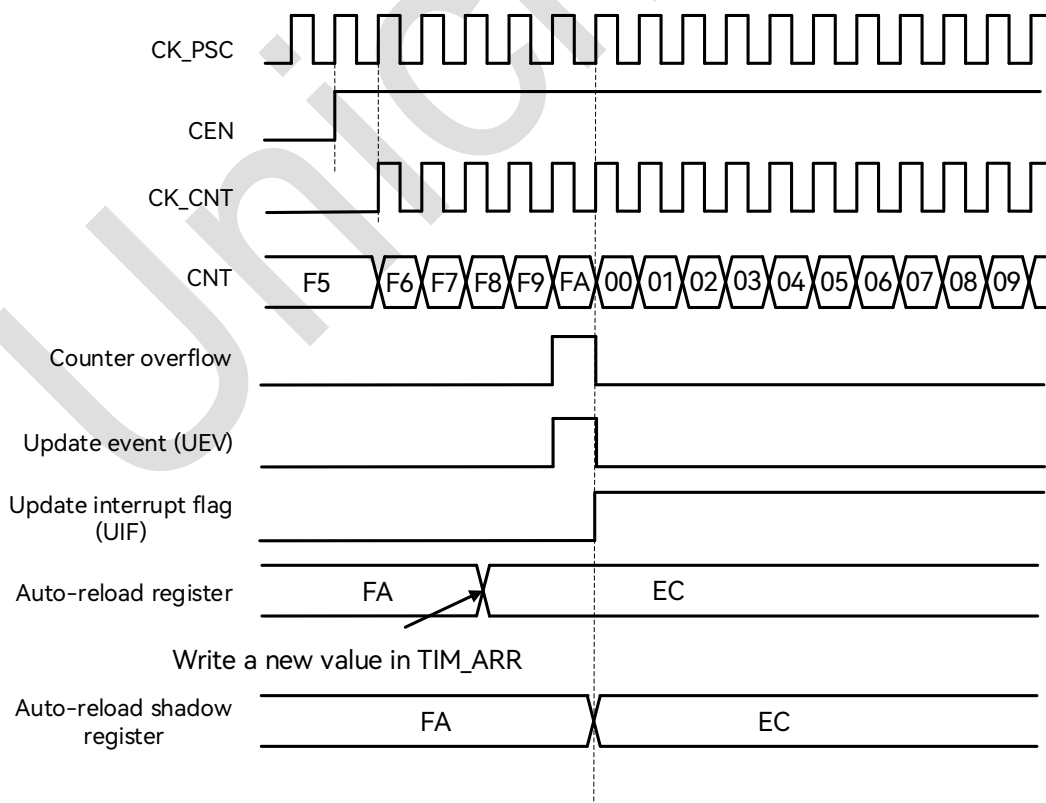 CK_PSC
CEN
CK_CNT
CNT F5 F6 F7 F8 F9 FA 00 01 02 03 04 05 06 07 08 09
Counter overflow
Update event (UEV)
Update interrupt flag
(UIF)
Auto-reload register FA EC
Write a new value in TIM_ARR
Auto-reload shadow
register
FA EC